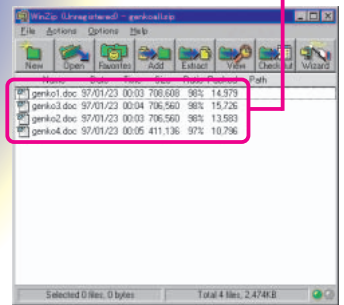 WinZip (Unregistered) - genkoall.zip
File Actions Options Help
New Open Favorites Add Extract View CheckOut Wizard
Name Date Time Size Ratio Packed Path
genko1.doc 97/01/23 00:03 708,608 98% 14,979
genko3.doc 97/01/23 00:04 706,560 98% 15,726
genko2.doc 97/01/23 00:03 706,560 98% 13,583
genko4.doc 97/01/23 00:05 411,136 97% 10,796
Selected 0 files, 0 bytes Total 4 files, 2,474KB